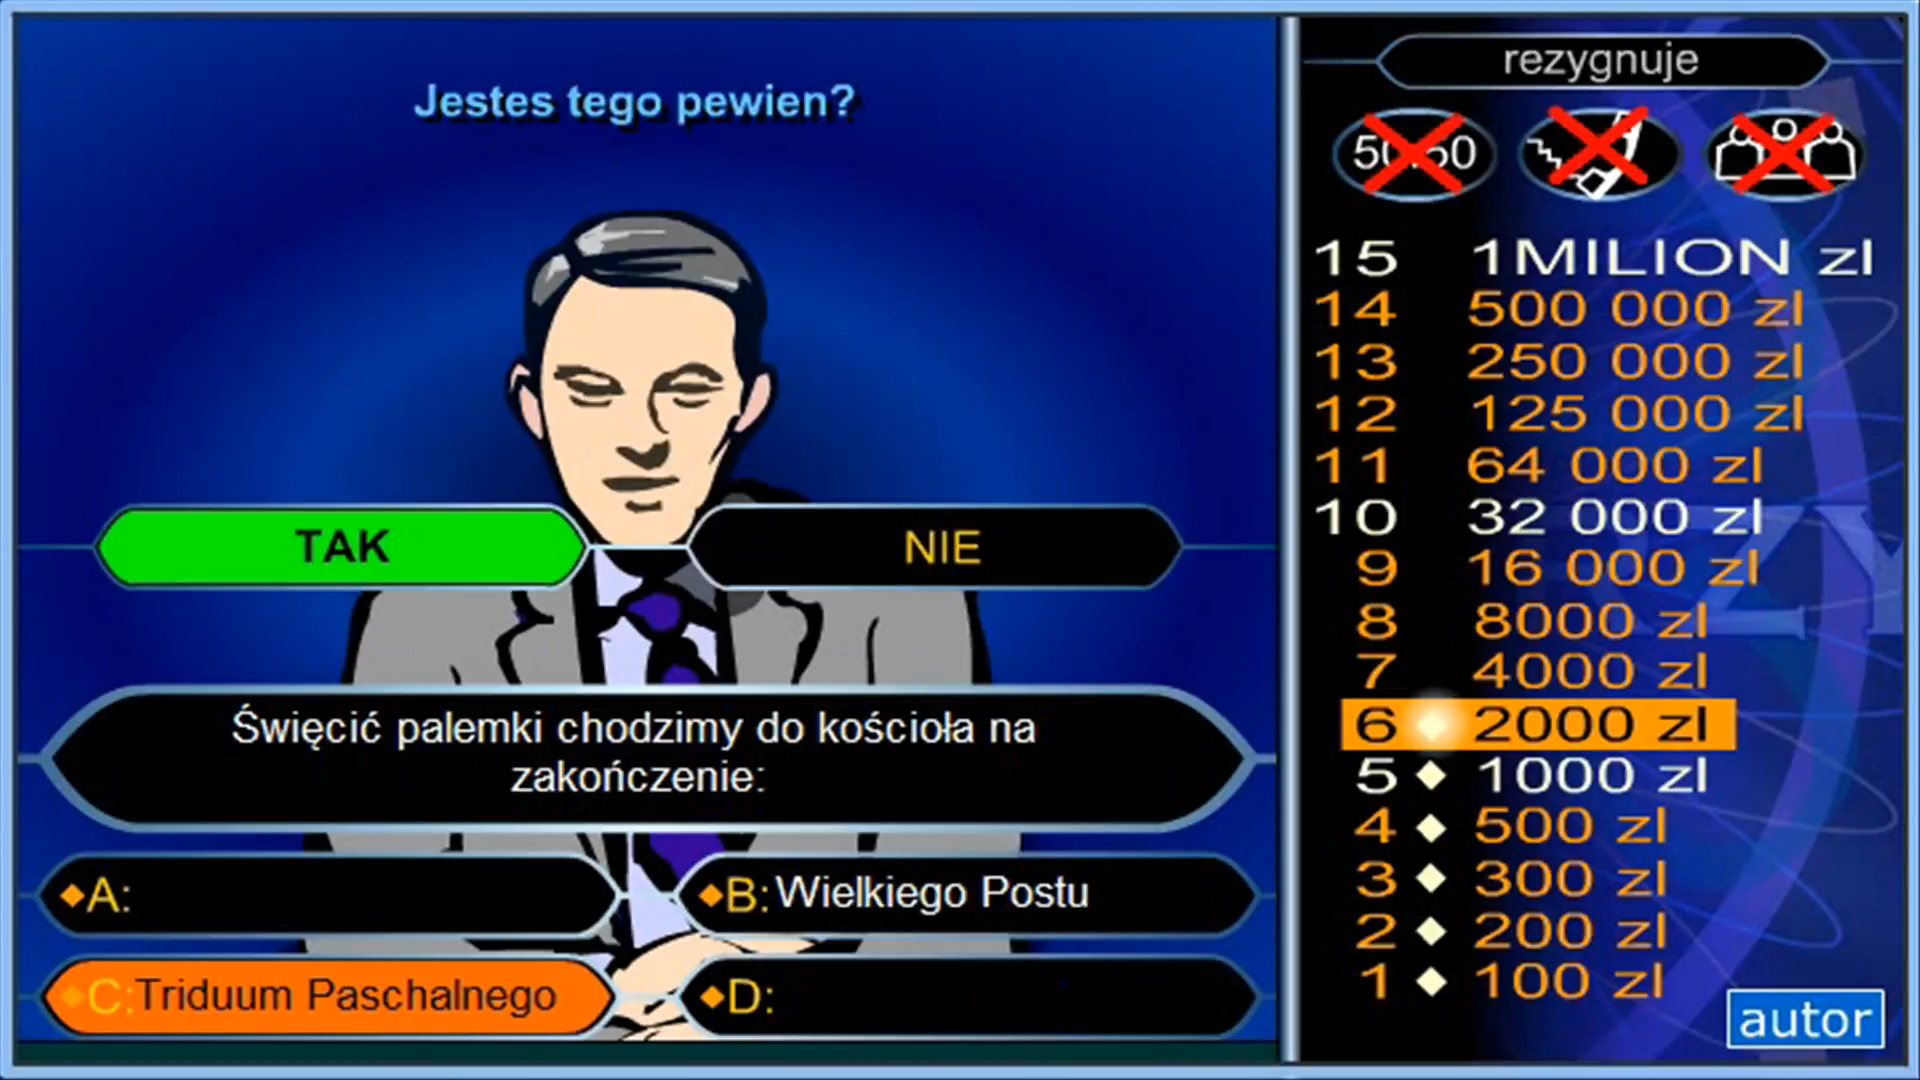 Jestes tego pewien?
TAK
NIE
Święcić palemki chodzimy do kościoła na
zakończenie:
A:
B: Wielkiego Postu
C: Triduum Paschalnego
D:
rezygnuje
50:50
15 1MILION zl
14 500 000 zl
13 250 000 zl
12 125 000 zl
11 64 000 zl
10 32 000 zl
9 16 000 zl
8 8000 zl
7 4000 zl
6 2000 zl
5 1000 zl
4 500 zl
3 300 zl
2 200 zl
1 100 zl
autor